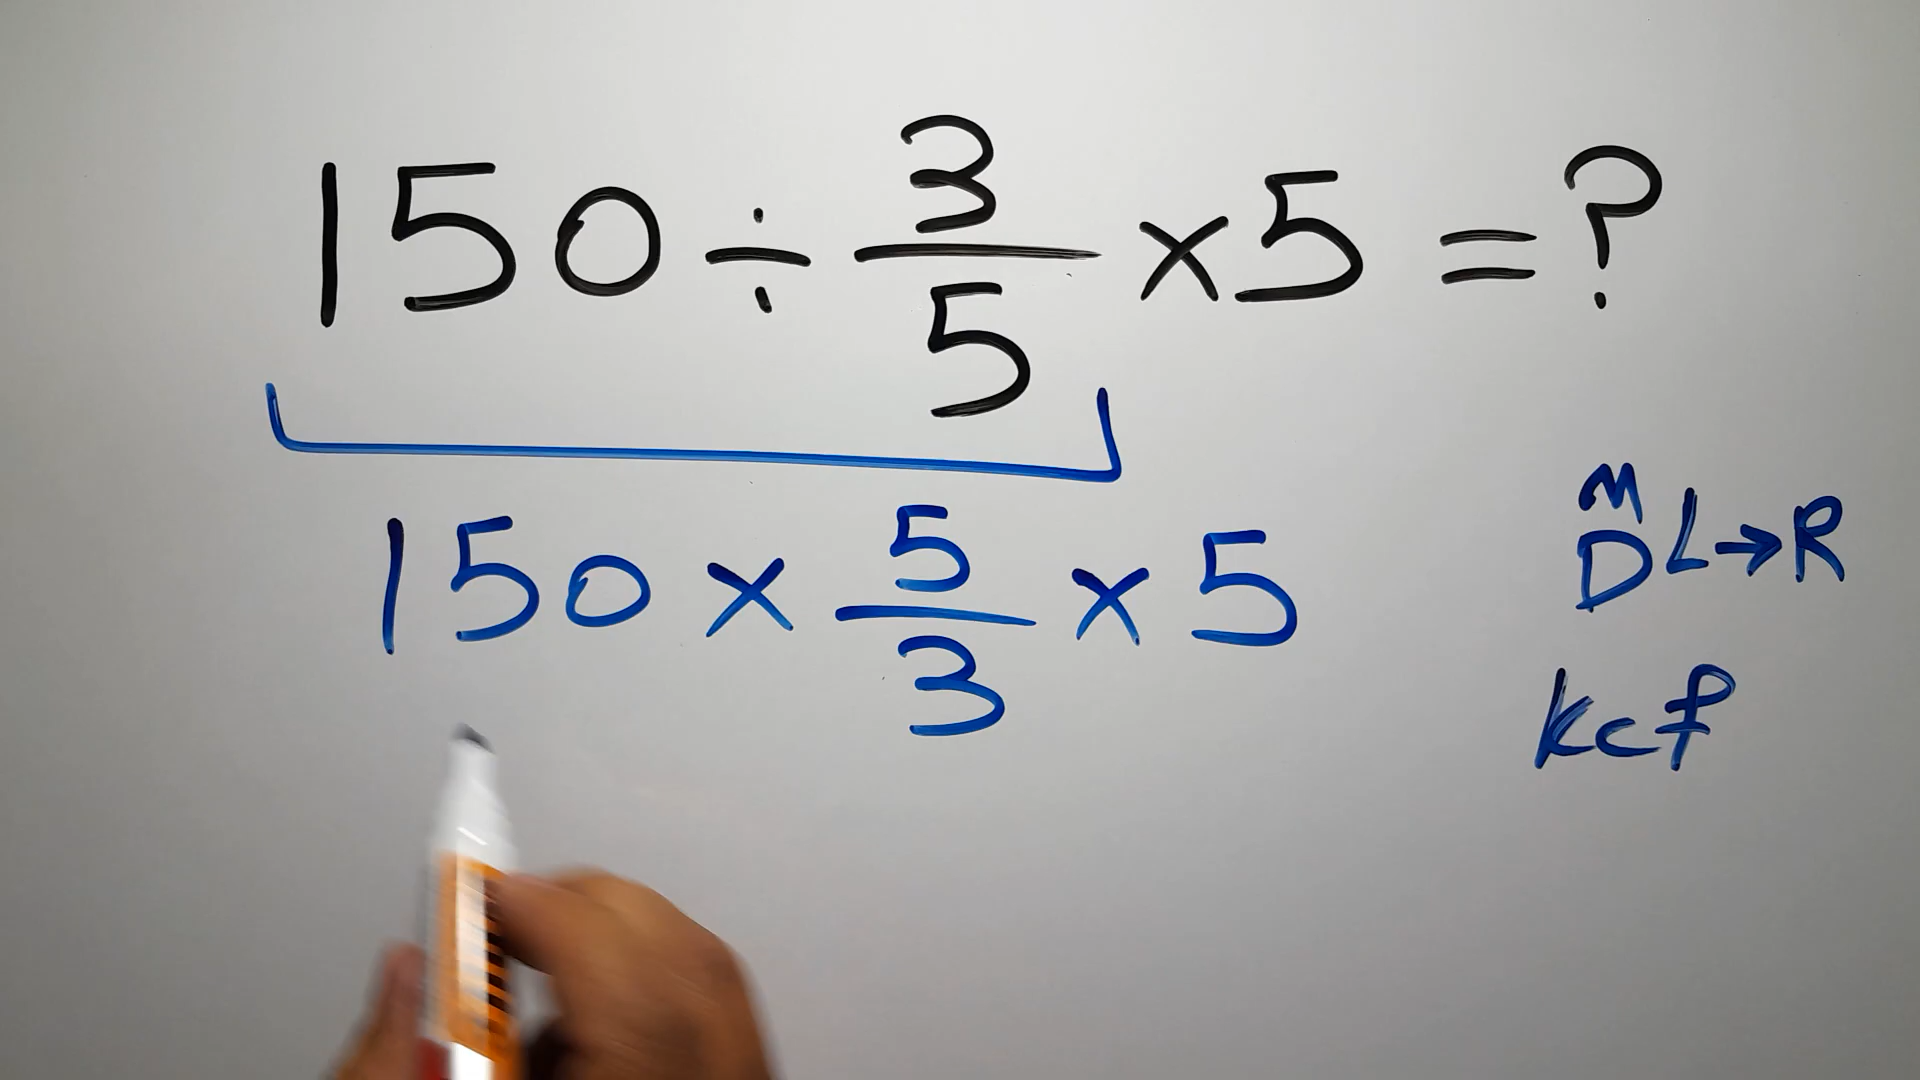 150 ÷ 3/5 × 5 = ?
150 × 5/3 × 5
M
D L→R
kcf